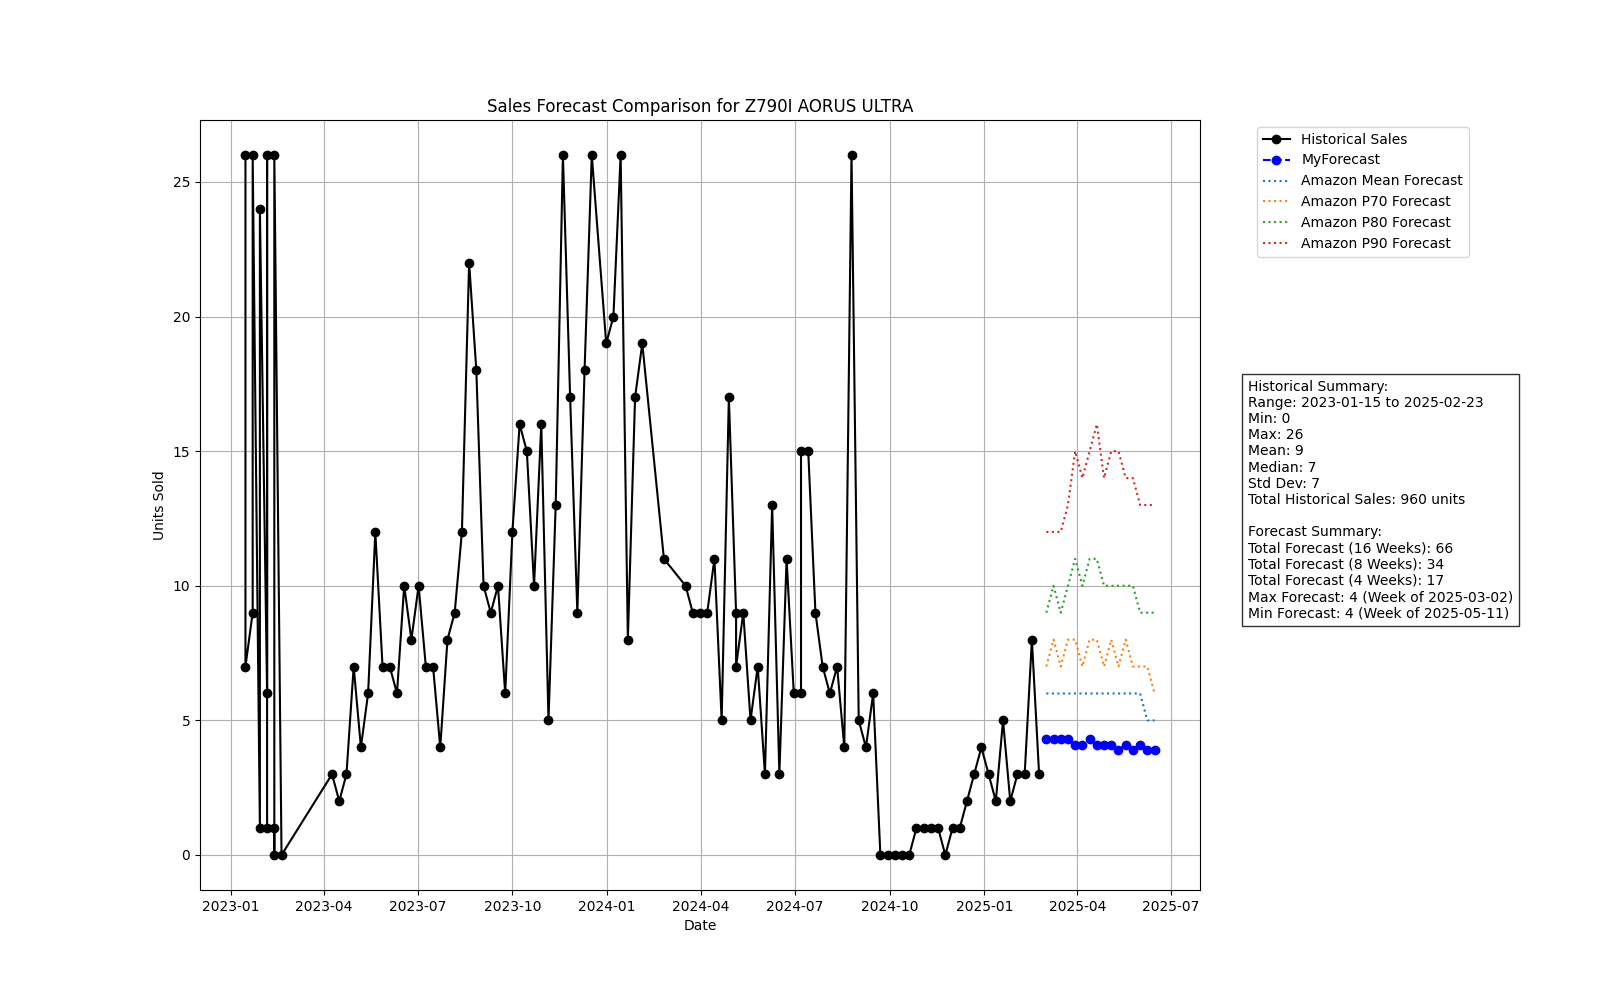 Sales Forecast Comparison for Z790I AORUS ULTRA
Units Sold
25
20
15
10
5
0
2023-01 2023-04 2023-07 2023-10 2024-01 2024-04 2024-07 2024-10 2025-01 2025-04 2025-07
Date
Historical Sales
MyForecast
Amazon Mean Forecast
Amazon P70 Forecast
Amazon P80 Forecast
Amazon P90 Forecast
Historical Summary:
Range: 2023-01-15 to 2025-02-23
Min: 0
Max: 26
Mean: 9
Median: 7
Std Dev: 7
Total Historical Sales: 960 units
Forecast Summary:
Total Forecast (16 Weeks): 66
Total Forecast (8 Weeks): 34
Total Forecast (4 Weeks): 17
Max Forecast: 4 (Week of 2025-03-02)
Min Forecast: 4 (Week of 2025-05-11)